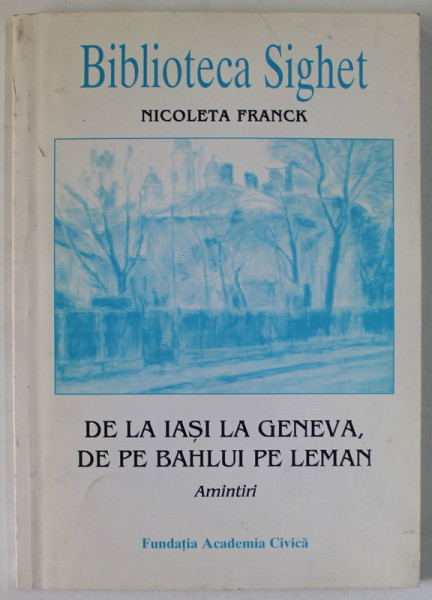 Biblioteca Sighet
NICOLETA FRANCK
DE LA IAȘI LA GENEVA,
DE PE BAHLUI PE LEMAN
Amintiri
Fundația Academia Civică